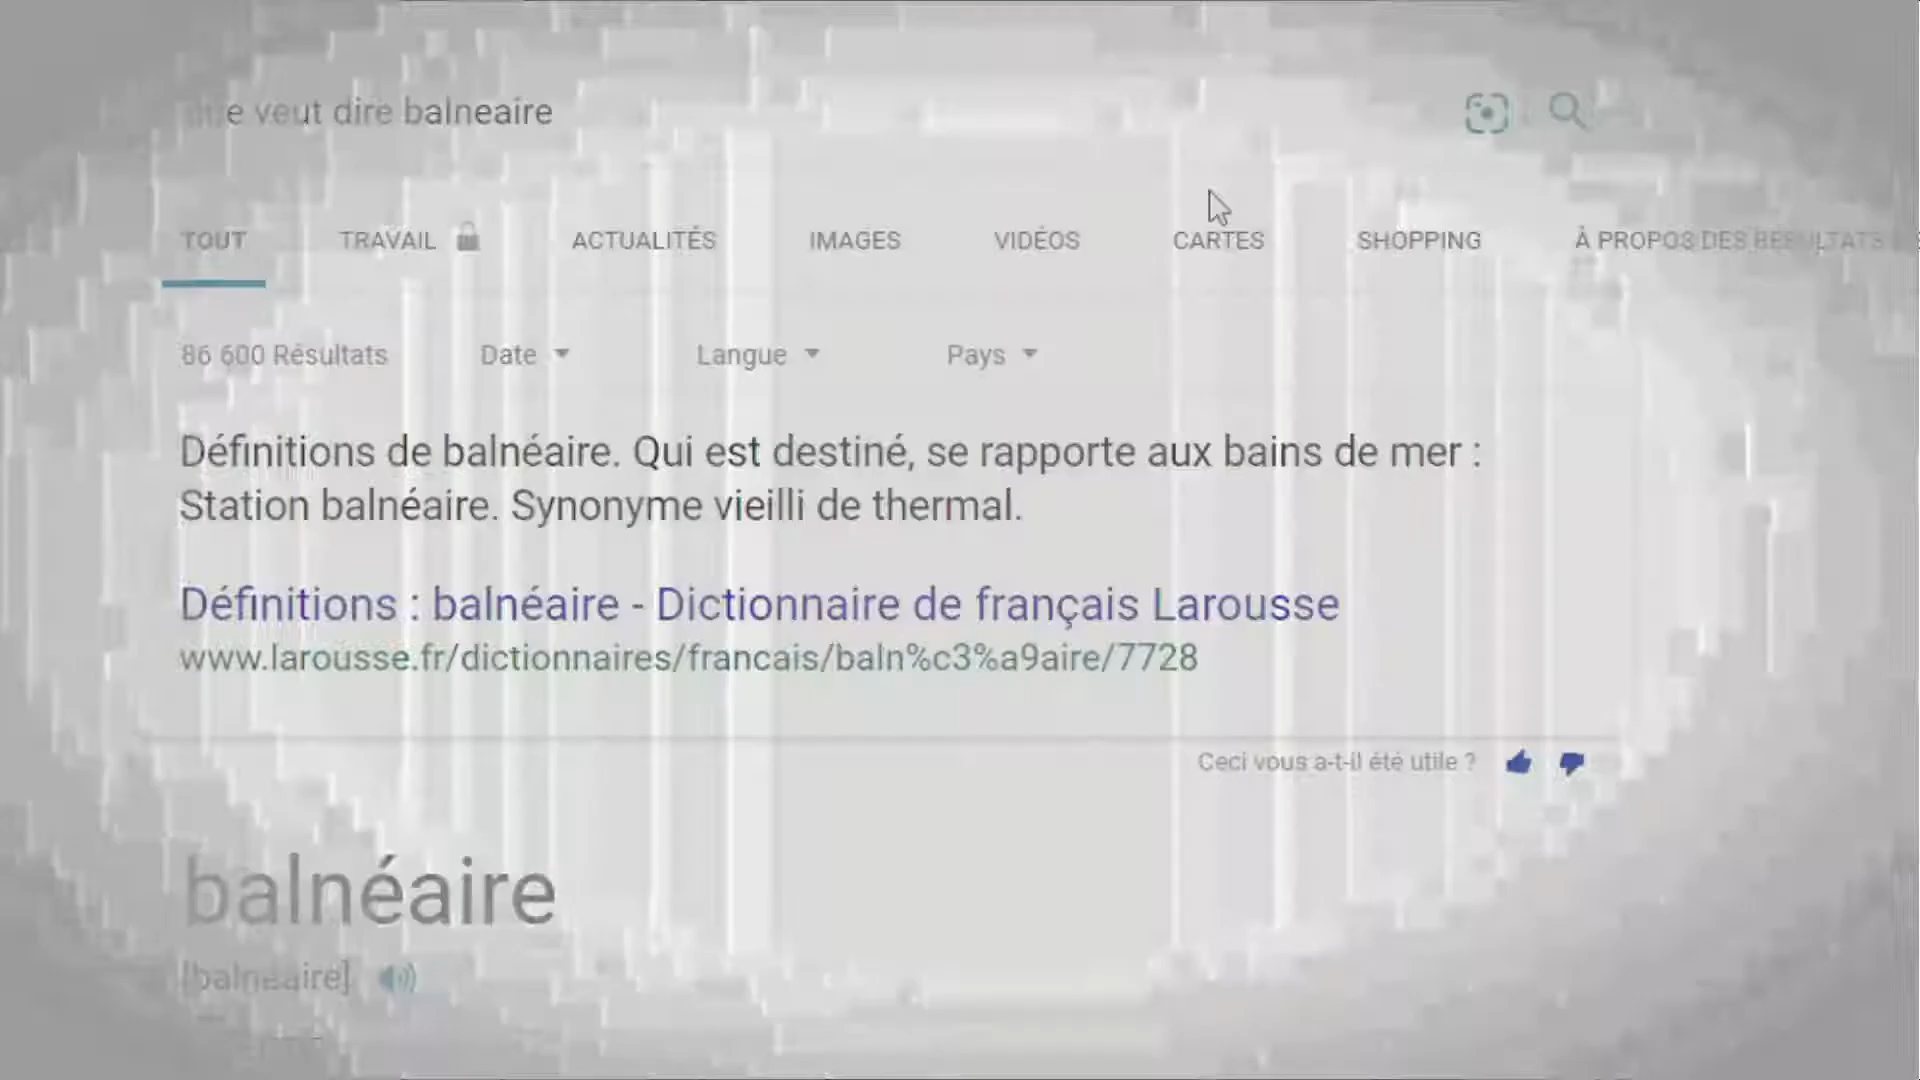 que veut dire balneaire
TOUT TRAVAIL ACTUALITÉS IMAGES VIDÉOS CARTES SHOPPING À PROPOS DES RÉSULTATS
86 600 Résultats Date Langue Pays
Définitions de balnéaire. Qui est destiné, se rapporte aux bains de mer :
Station balnéaire. Synonyme vieilli de thermal.
Définitions : balnéaire - Dictionnaire de français Larousse
www.larousse.fr/dictionnaires/francais/baln%c3%a9aire/7728
Ceci vous a-t-il été utile ?
balnéaire
[balneaire]